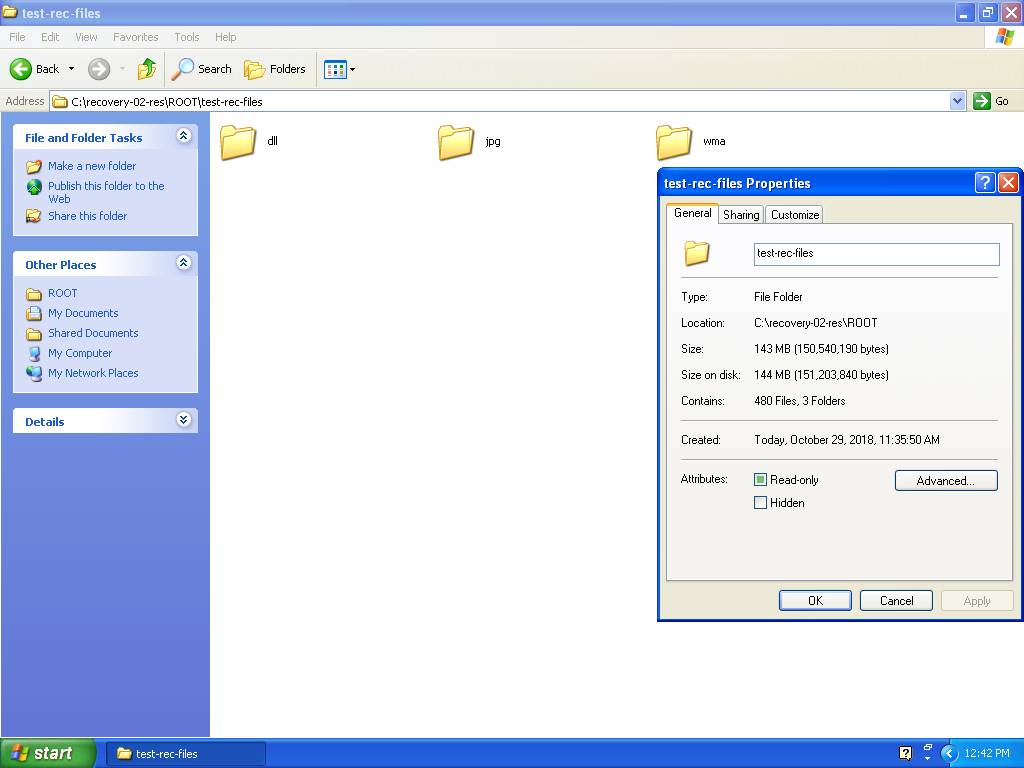 test-rec-files
File Edit View Favorites Tools Help
Back Search Folders
Address C:\recovery-02-res\ROOT\test-rec-files Go
File and Folder Tasks
Make a new folder
Publish this folder to the
Web
Share this folder
Other Places
ROOT
My Documents
Shared Documents
My Computer
My Network Places
Details
dll jpg wma
test-rec-files Properties ?
General Sharing Customize
test-rec-files
Type: File Folder
Location: C:\recovery-02-res\ROOT
Size: 143 MB (150,540,190 bytes)
Size on disk: 144 MB (151,203,840 bytes)
Contains: 480 Files, 3 Folders
Created: Today, October 29, 2018, 11:35:50 AM
Attributes: Read-only Advanced...
Hidden
OK Cancel Apply
start test-rec-files ? 12:42 PM